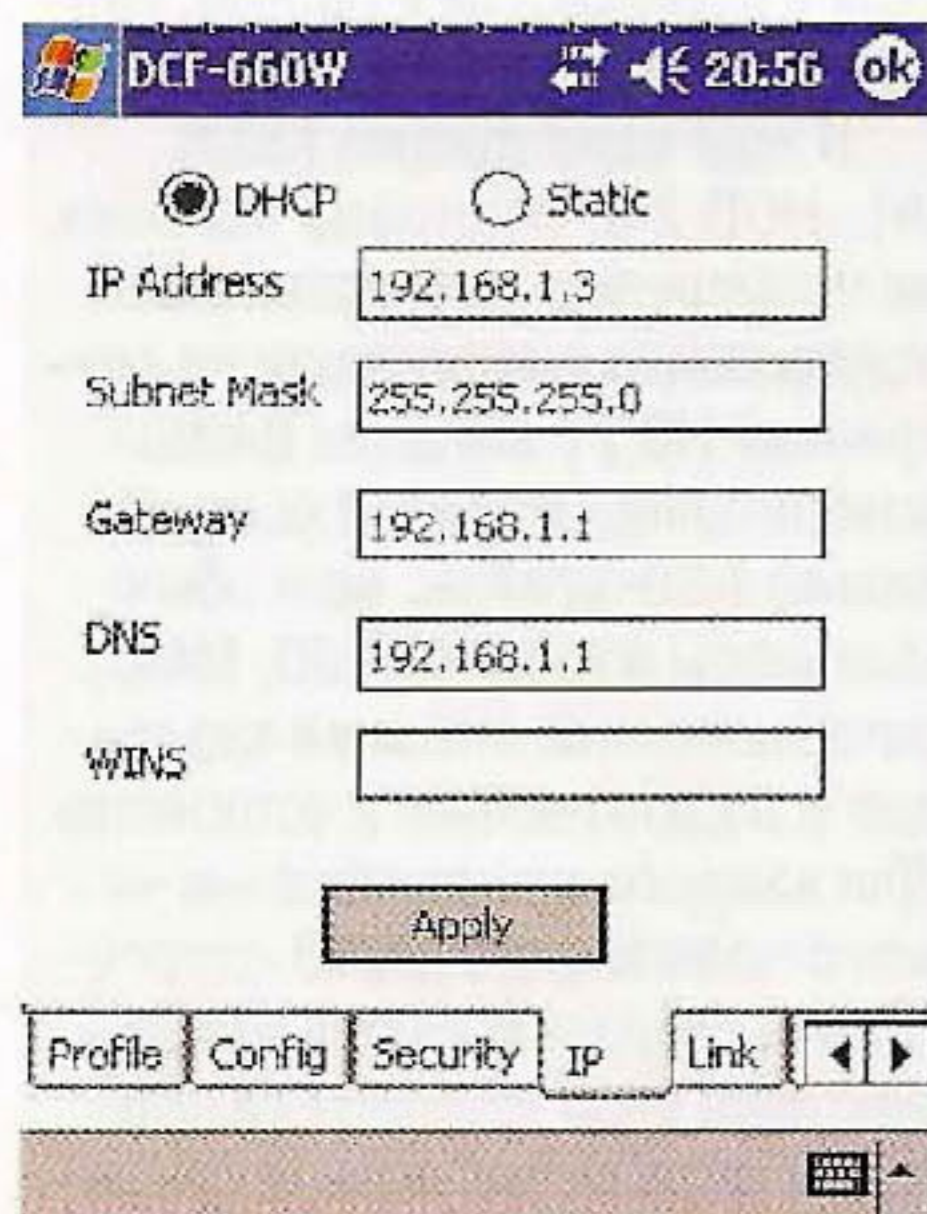 DCF-660W 20:56 ok
DHCP Static
IP Address 192.168.1.3
Subnet Mask 255.255.255.0
Gateway 192.168.1.1
DNS 192.168.1.1
WINS
Apply
Profile Config Security IP Link